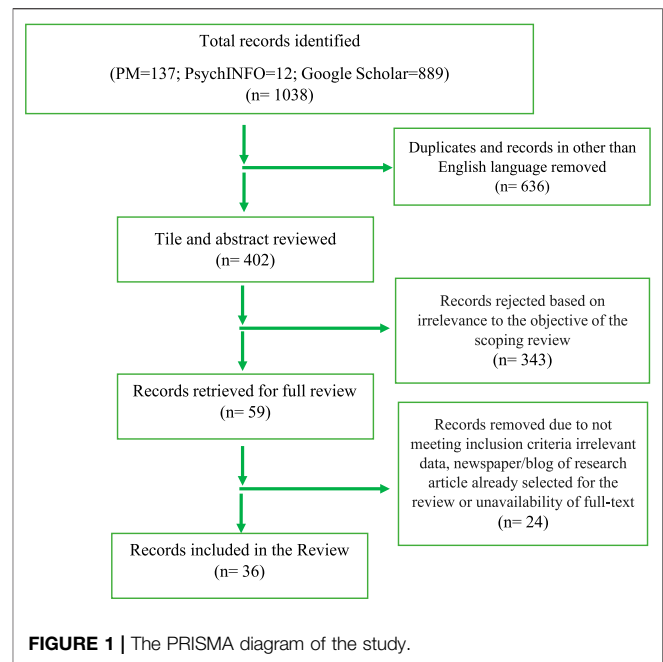 Total records identified
(PM=137; PsychINFO=12; Google Scholar=889)
(n= 1038)
Duplicates and records in other than
English language removed
(n= 636)
Tile and abstract reviewed
(n= 402)
Records rejected based on
irrelevance to the objective of the
scoping review
(n= 343)
Records retrieved for full review
(n= 59)
Records removed due to not
meeting inclusion criteria irrelevant
data, newspaper/blog of research
article already selected for the
review or unavailability of full-text
(n= 24)
Records included in the Review
(n= 36)
FIGURE 1 | The PRISMA diagram of the study.